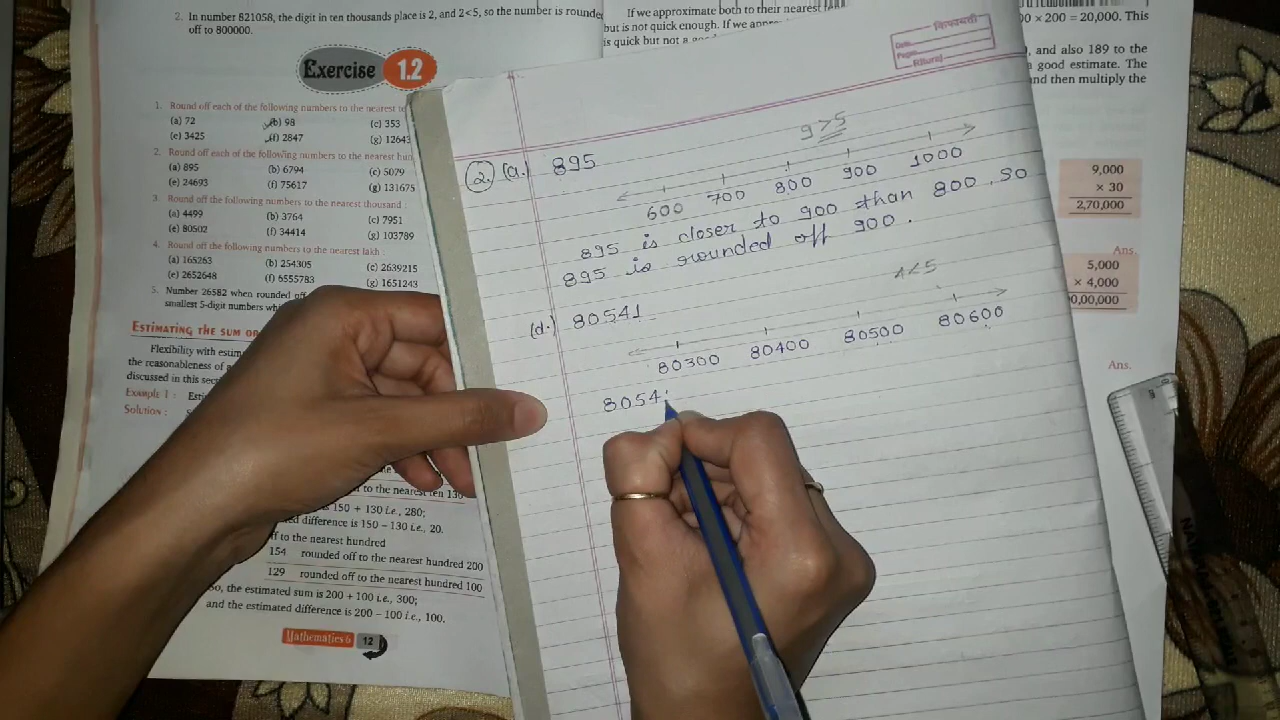 2. In number 821058, the digit in ten thousands place is 2, and 2<5, so the number is rounde
off to 800000.
Exercise 1.2
1. Round off each of the following numbers to the nearest
(a) 72 (b) 98 (c) 353
(e) 3425 (f) 2847 (g) 12643
2. Round off each of the following numbers to the nearest hun
(a) 895 (b) 6794 (c) 5079
(e) 24693 (f) 75617 (g) 131675
3. Round off the following numbers to the nearest thousand
(a) 4499 (b) 3764 (c) 7951
(e) 80502 (f) 34414 (g) 103789
4. Round off the following numbers to the nearest lakh:
(a) 165263 (b) 254305 (c) 2639215
(e) 2652648 (f) 6555783 (g) 1651243
5. Number 26582 when rounded of
smallest 5-digit numbers
ESTIMATING THE SUM OR
Flexibility with estim
the reasonableness of
discussed in this sect
Example 1 :
Solution :
to the nearest ten 130
150 + 130 i.e., 280;
difference is 150 – 130 i.e., 20.
to the nearest hundred
154 rounded off to the nearest hundred 200
129 rounded off to the nearest hundred 100
So, the estimated sum is 200 + 100 i.e., 300;
and the estimated difference is 200 – 100 i.e., 100.
Mathematics 6 12
If we approximate both to their nearest
but is not quick enough. If we
is quick but not a
0 × 200 = 20,000. This
, and also 189 to the
good estimate. The
nd then multiply the
9,000
× 30
2,70,000
Ans.
5,000
× 4,000
0,00,000
Ans.
Date
Page
2. (a.) 895
9>5
600 700 800 900 1000
895 is closer to 900 than 800. So
895 is rounded off 900.
(d.) 80541
4<5
80300 80400 80500 80600
8054